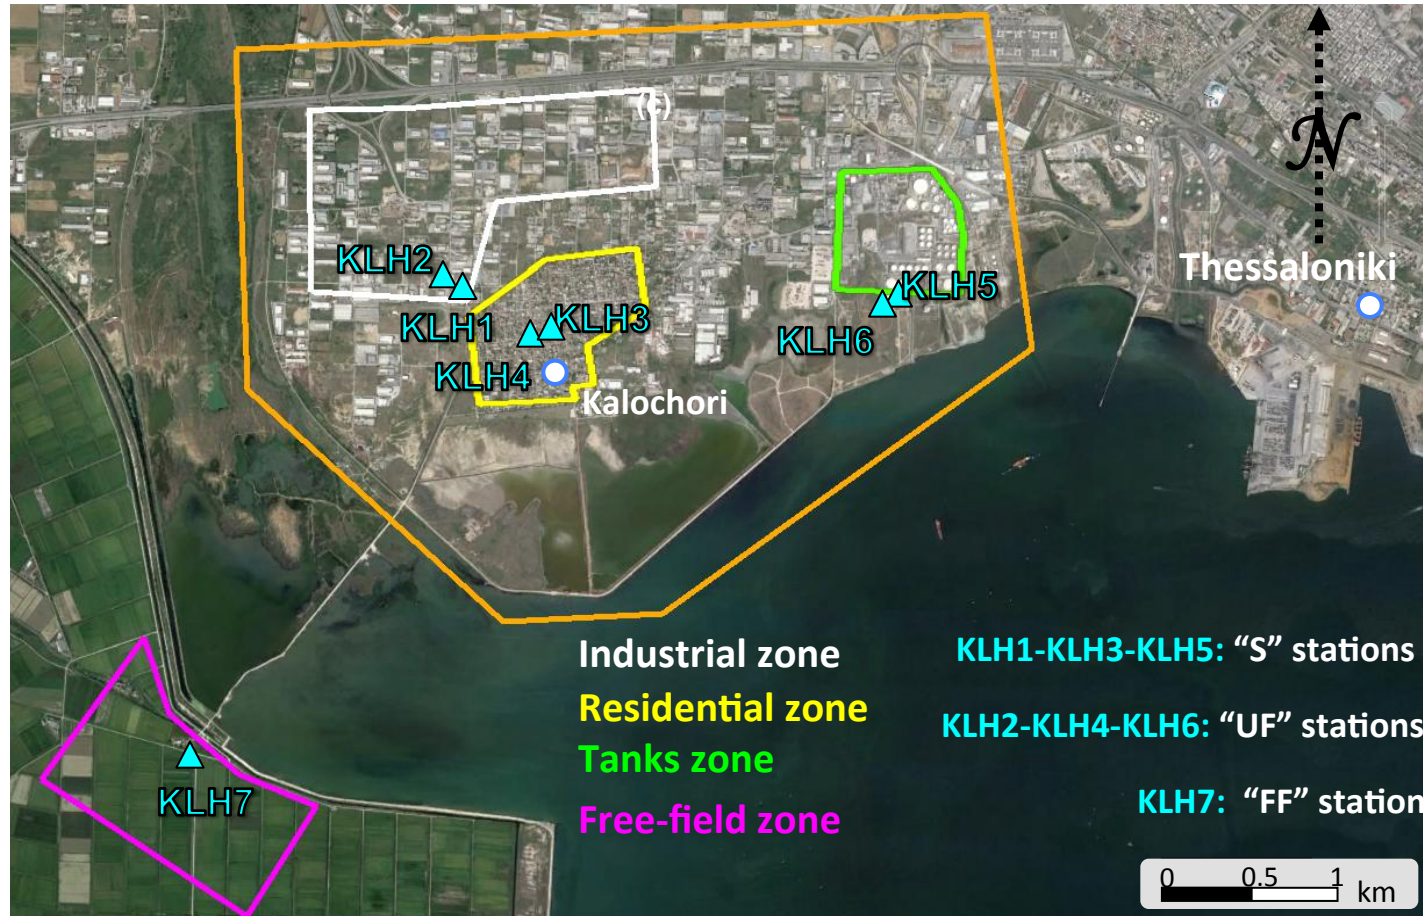 (c)
N
KLH2
Thessaloniki
KLH5
KLH1
KLH3
KLH6
KLH4
Kalochori
Industrial zone
KLH1-KLH3-KLH5: “S” stations
Residential zone
KLH2-KLH4-KLH6: “UF” stations
Tanks zone
KLH7
KLH7: “FF” station
Free-field zone
0 0.5 1 km